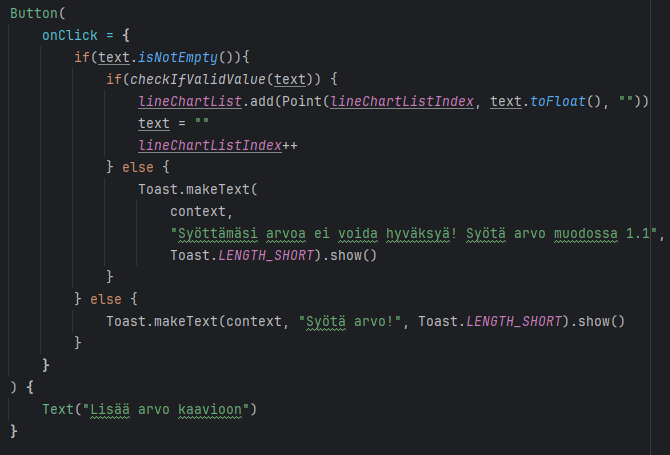 Button(
onClick = {
if(text.isNotEmpty()){
if(checkIfValidValue(text)) {
lineChartList.add(Point(lineChartListIndex, text.toFloat(), ""))
text = ""
lineChartListIndex++
} else {
Toast.makeText(
context,
"Syöttämäsi arvoa ei voida hyväksyä! Syötä arvo muodossa 1.1",
Toast.LENGTH_SHORT).show()
}
} else {
Toast.makeText(context, "Syötä arvo!", Toast.LENGTH_SHORT).show()
}
}
) {
Text("Lisää arvo kaavioon")
}